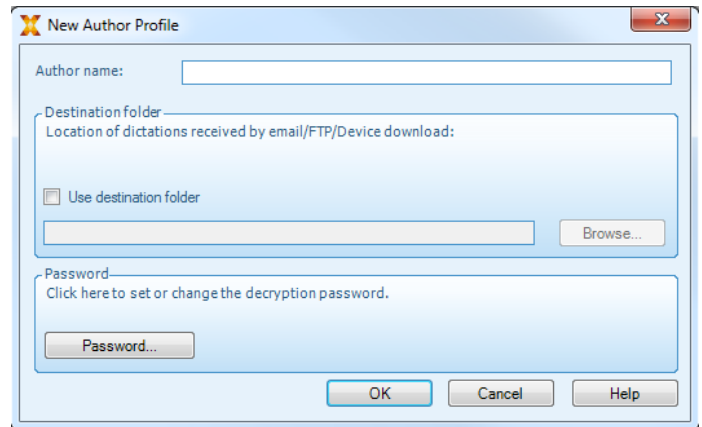 New Author Profile
Author name:
Destination folder
Location of dictations received by email/FTP/Device download:
Use destination folder
Browse...
Password
Click here to set or change the decryption password.
Password...
OK Cancel Help